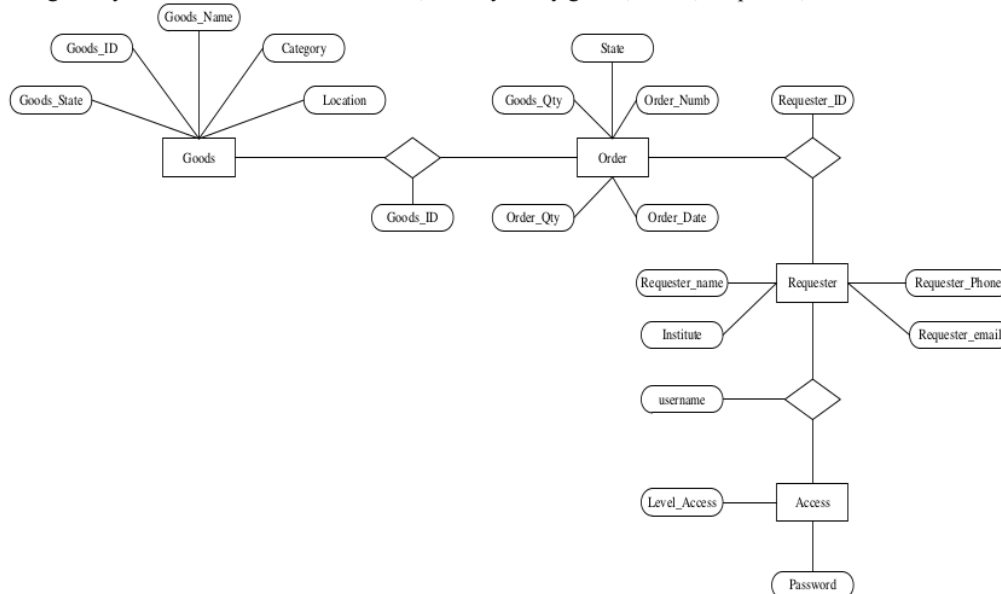 Goods_Name
Goods_ID
Category
State
Goods_State
Location
Goods_Qty
Order_Numb
Requester_ID
Goods
Order
Goods_ID
Order_Qty
Order_Date
Requester_name
Requester
Requester_Phone
Institute
Requester_email
username
Level_Access
Access
Password